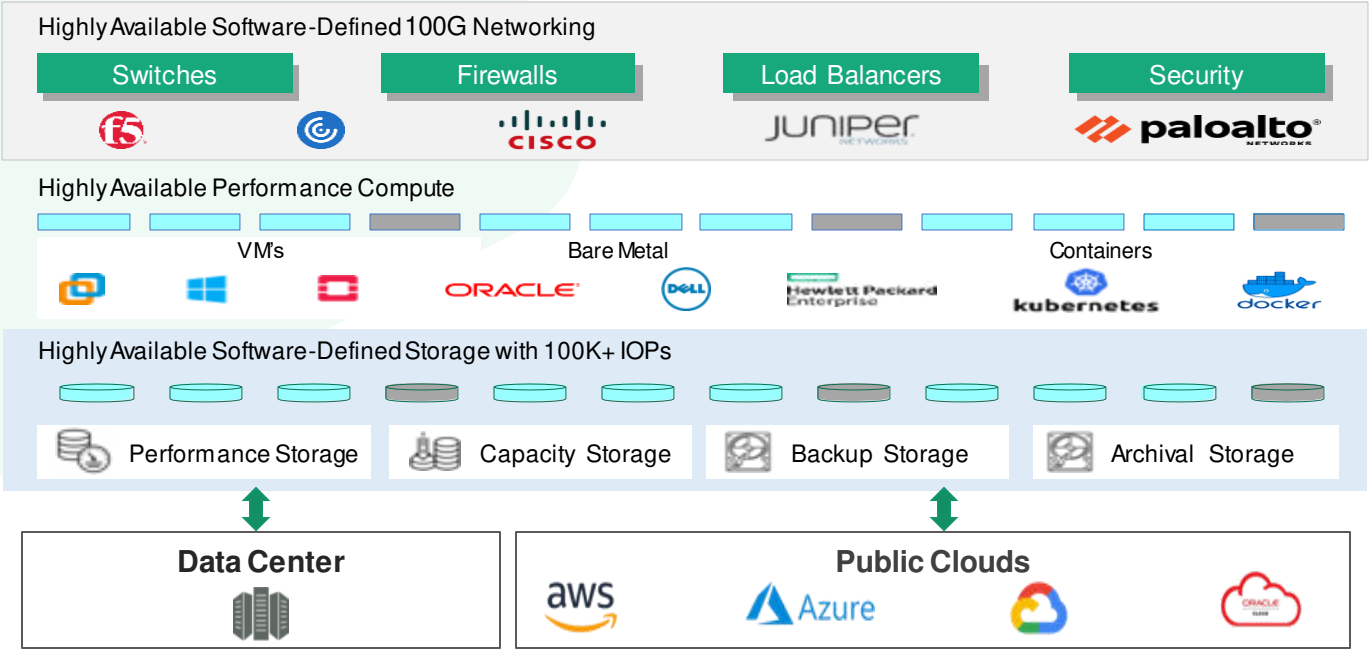 Highly Available Software-Defined 100G Networking
Switches
Firewalls
Load Balancers
Security
f5
CISCO
JUNIPER
NETWORKS
paloalto®
NETWORKS
Highly Available Performance Compute
VM's
Bare Metal
Containers
ORACLE
DELL
Hewlett Packard
Enterprise
kubernetes
docker
Highly Available Software-Defined Storage with 100K+ IOPs
Performance Storage
Capacity Storage
Backup Storage
Archival Storage
Data Center
Public Clouds
aws
Azure
ORACLE
CLOUD